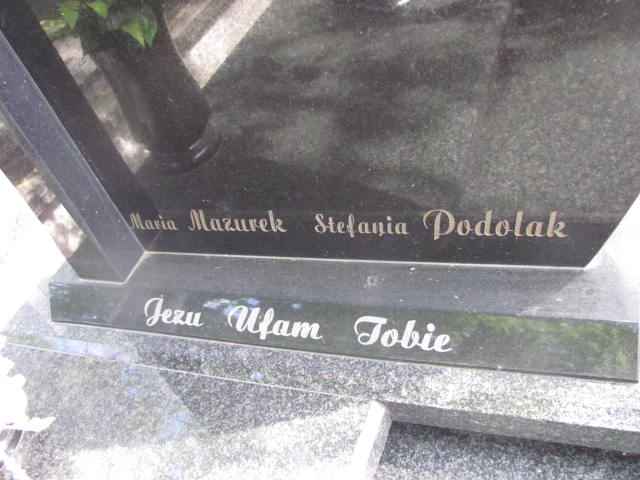 Maria Mazurek Stefania Podolak
Jezu Ufam Tobie